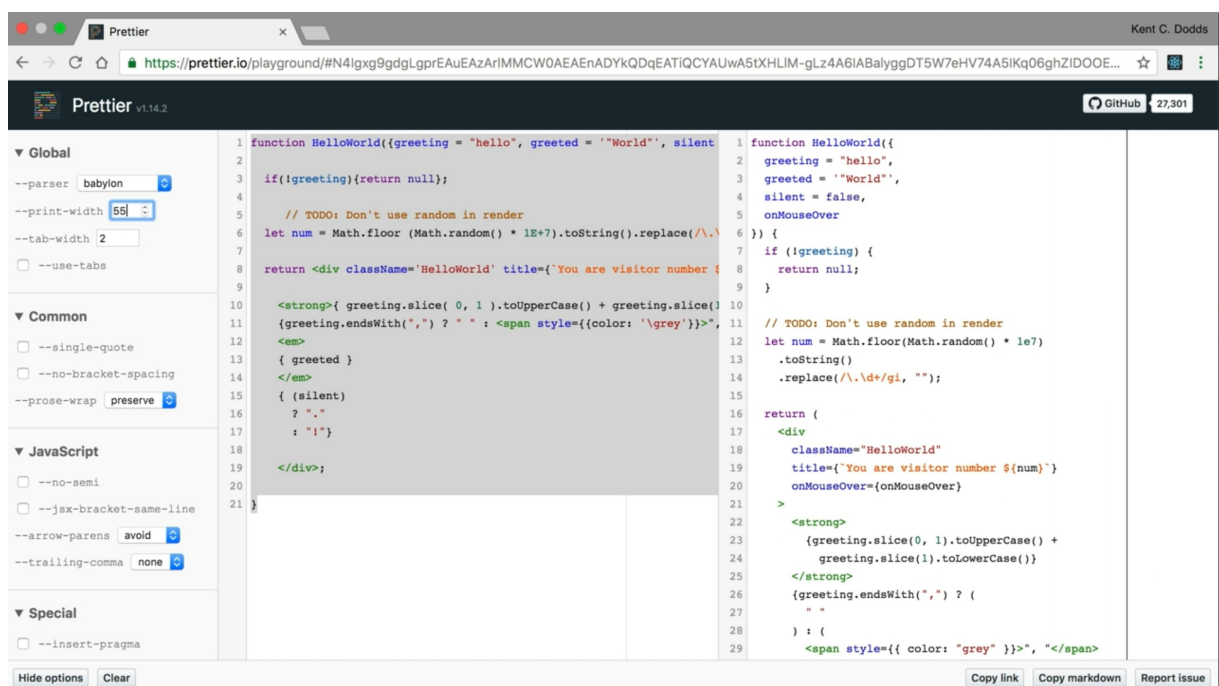 Prettier
Kent C. Dodds
https://prettier.io/playground/#N4Igxg9gdgLgprEAuEAzArlMMCW0AEAEnADYkQDqEATiQCYAUwA5tXHLIM-gLz4A6IABalyggDT5W7eHV74A5IKq06ghZIDOOE...
Prettier v1.14.2
GitHub 27,301
▼ Global
--parser babylon
--print-width 55
--tab-width 2
--use-tabs
▼ Common
--single-quote
--no-bracket-spacing
--prose-wrap preserve
▼ JavaScript
--no-semi
--jsx-bracket-same-line
--arrow-parens avoid
--trailing-comma none
▼ Special
--insert-pragma
1 function HelloWorld({greeting = "hello", greeted = '"World"', silent
2
3 if(!greeting){return null};
4
5 // TODO: Don't use random in render
6 let num = Math.floor (Math.random() * 1E+7).toString().replace(/\.\
7
8 return <div className='HelloWorld' title={`You are visitor number $
9
10 <strong>{ greeting.slice( 0, 1 ).toUpperCase() + greeting.slice(1
11 {greeting.endsWith(",") ? " " : <span style={{color: '\grey'}}>",
12 <em>
13 { greeted }
14 </em>
15 { (silent)
16 ? "."
17 : "!"}
18
19 </div>;
20
21 }
1 function HelloWorld({
2 greeting = "hello",
3 greeted = '"World"',
4 silent = false,
5 onMouseOver
6 }) {
7 if (!greeting) {
8 return null;
9 }
10
11 // TODO: Don't use random in render
12 let num = Math.floor(Math.random() * 1e7)
13 .toString()
14 .replace(/\.\d+/gi, "");
15
16 return (
17 <div
18 className="HelloWorld"
19 title={`You are visitor number ${num}`}
20 onMouseOver={onMouseOver}
21 >
22 <strong>
23 {greeting.slice(0, 1).toUpperCase() +
24 greeting.slice(1).toLowerCase()}
25 </strong>
26 {greeting.endsWith(",") ? (
27 " "
28 ) : (
29 <span style={{ color: "grey" }}>", "</span>
Hide options
Clear
Copy link
Copy markdown
Report issue